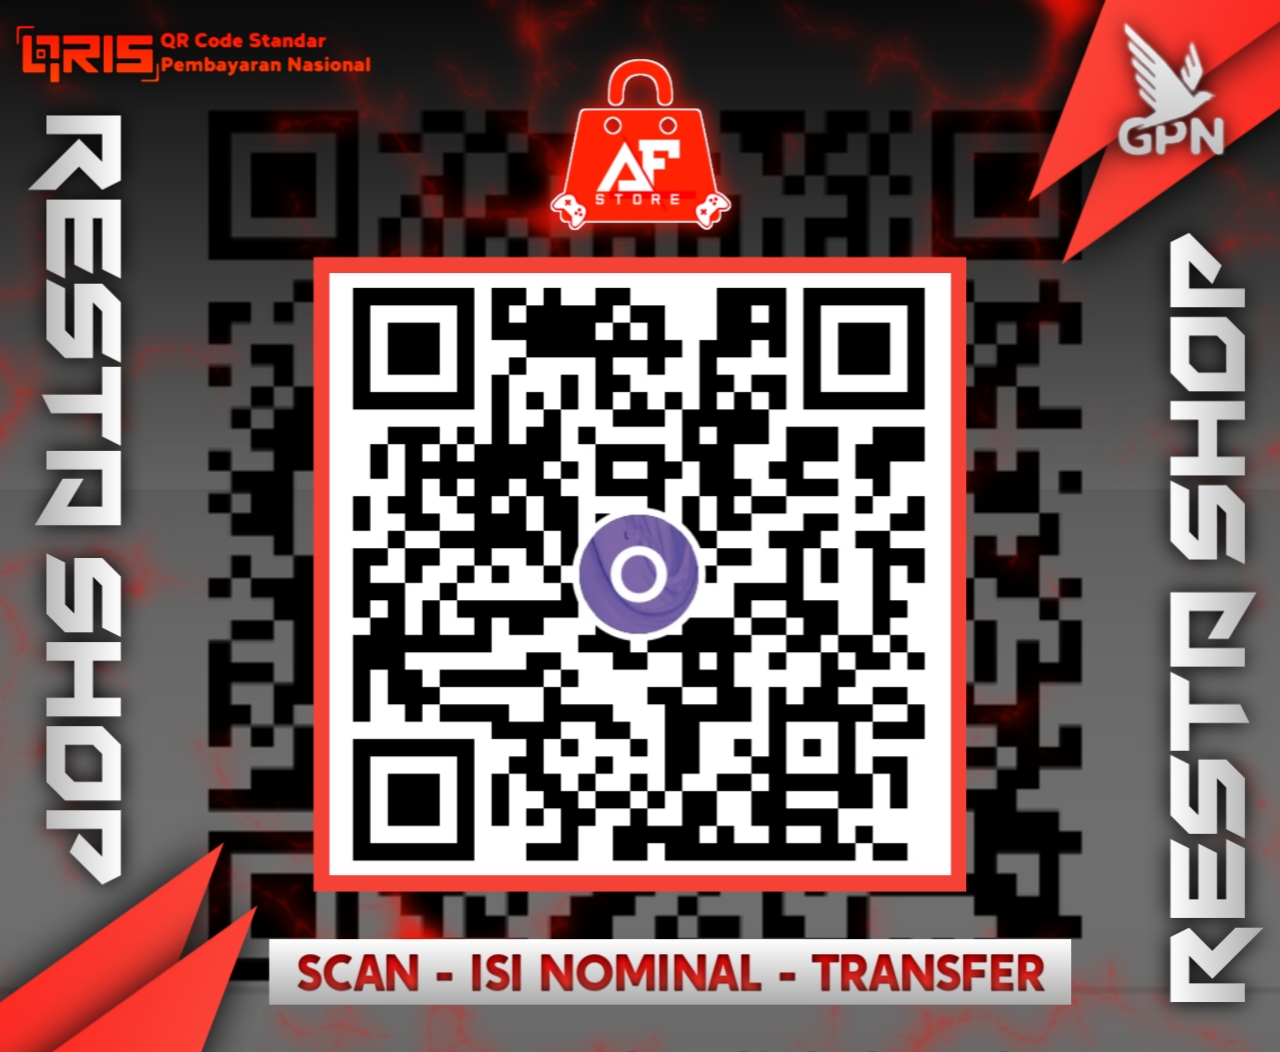 QRIS
QR Code Standar
Pembayaran Nasional
GPN
AF
STORE
RESTA SHOP
RESTA SHOP
SCAN - ISI NOMINAL - TRANSFER